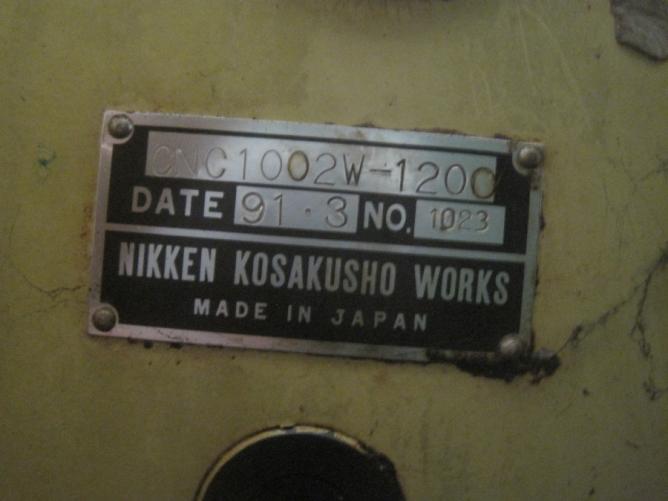 CNC1002W-1200
DATE 91.3 NO. 1023
NIKKEN KOSAKUSHO WORKS
MADE IN JAPAN